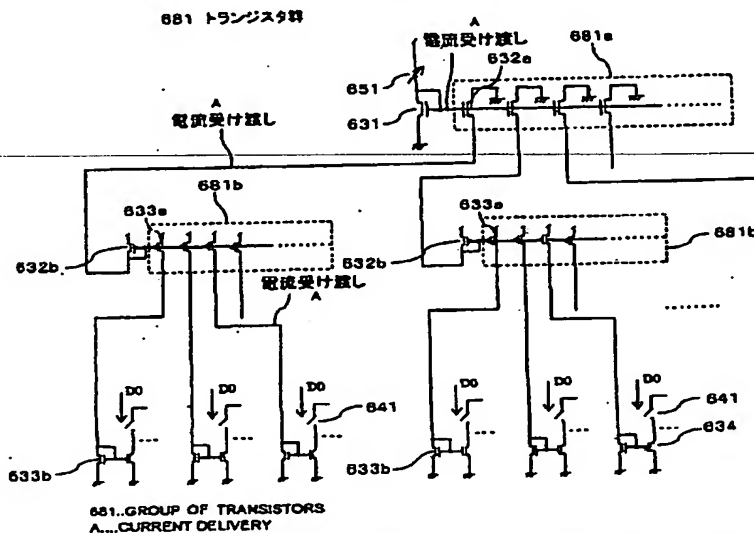 681 トランジスタ群
A
電流受け渡し
632a
681a
651
631
A
電流受け渡し
633a
681b
633a
632b
632b
681b
電流受け渡し
A
D0
D0
D0
641
D0
D0
D0
641
634
633b
633b
681..GROUP OF TRANSISTORS
A....CURRENT DELIVERY